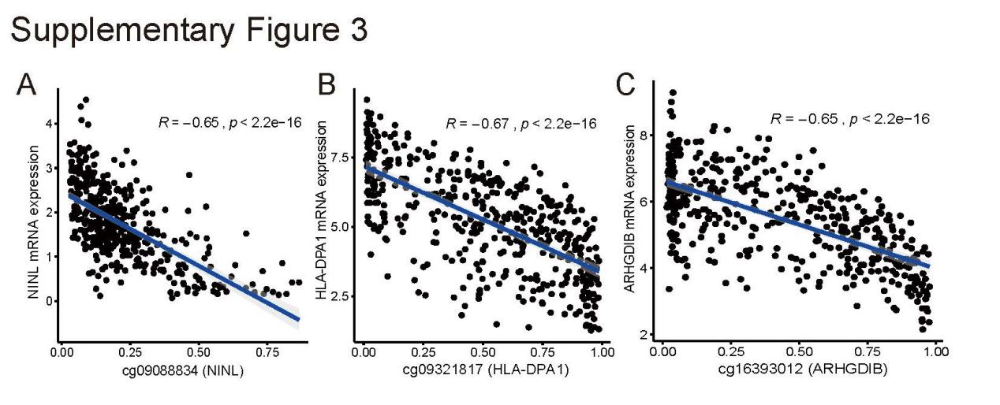 Supplementary Figure 3
A
R = −0.65 , p < 2.2e−16
NINL mRNA expression
4
3
2
1
0
0.00 0.25 0.50 0.75
cg09088834 (NINL)
B
R = −0.67 , p < 2.2e−16
HLA-DPA1 mRNA expression
7.5
5.0
2.5
0.00 0.25 0.50 0.75 1.00
cg09321817 (HLA-DPA1)
C
R = −0.65 , p < 2.2e−16
ARHGDIB mRNA expression
8
6
4
2
0.00 0.25 0.50 0.75 1.00
cg16393012 (ARHGDIB)